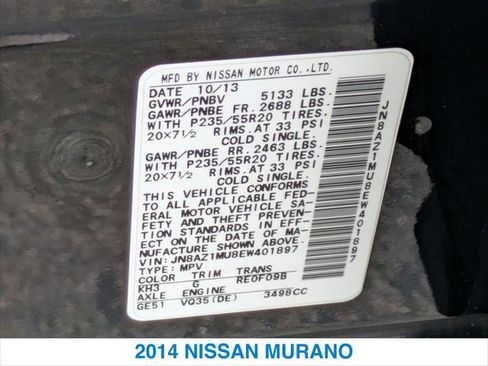 MFD BY NISSAN MOTOR CO.,LTD.
DATE 10/13
GVWR/PNBV 5133 LBS.
GAWR/PNBE FR. 2688 LBS.
WITH P235/55R20 TIRES,
20X7½ RIMS, AT 33 PSI
COLD SINGLE.
GAWR/PNBE RR. 2463 LBS.
WITH P235/55R20 TIRES,
20X7½ RIMS, AT 33 PSI
COLD SINGLE.
THIS VEHICLE CONFORMS
TO ALL APPLICABLE FED-
ERAL MOTOR VEHICLE SA-
FETY AND THEFT PREVEN-
TION STANDARDS IN EFF-
ECT ON THE DATE OF MA-
NUFACTURE SHOWN ABOVE.
VIN: JN8AZ1MU8EW401897
TYPE: MPV
COLOR TRIM TRANS
KH3 G RE0F09B
AXLE ENGINE
GE51 VQ35(DE) 3498CC
JN8AZ1MU8EW401897
2014 NISSAN MURANO